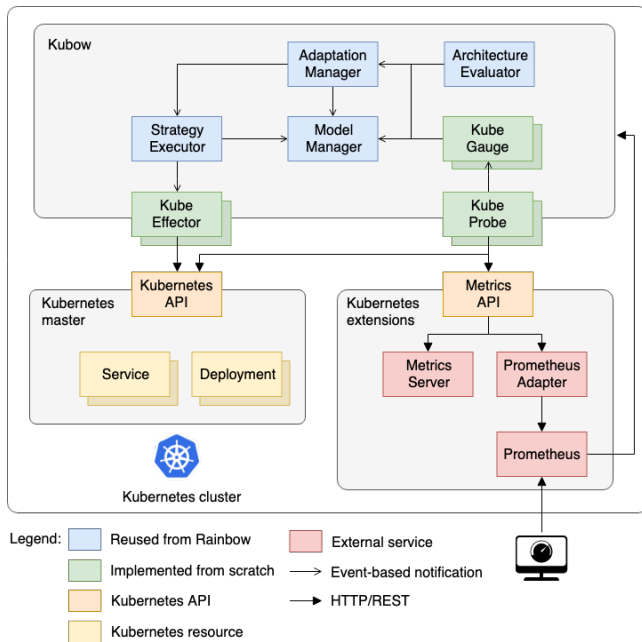 Kubow
Adaptation
Manager
Architecture
Evaluator
Strategy
Executor
Model
Manager
Kube
Gauge
Kube
Effector
Kube
Probe
Kubernetes
API
Metrics
API
Kubernetes
master
Kubernetes
extensions
Service
Deployment
Metrics
Server
Prometheus
Adapter
Prometheus
Kubernetes cluster
Legend:
Reused from Rainbow
External service
Implemented from scratch
Event-based notification
Kubernetes API
HTTP/REST
Kubernetes resource